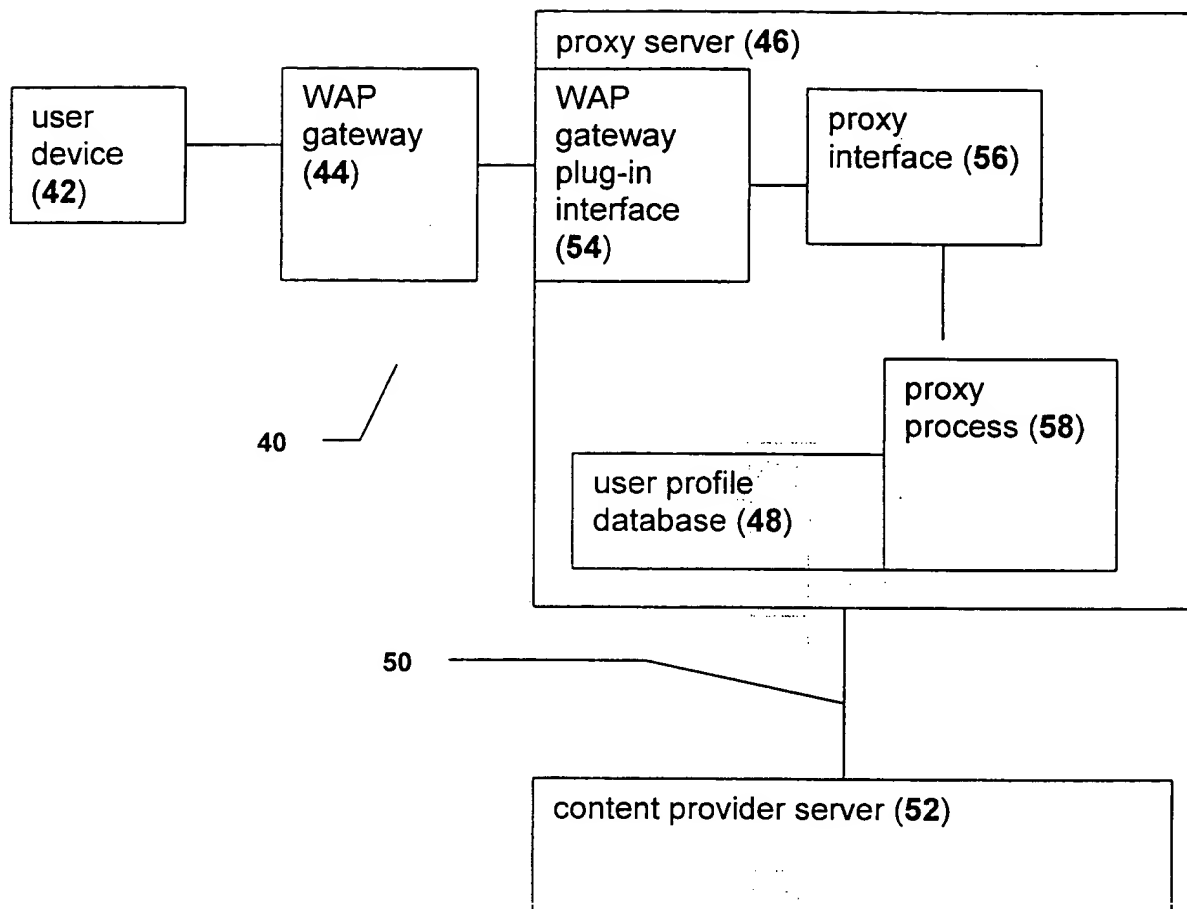 proxy server (46)
user
device
(42)
WAP
gateway
(44)
WAP
gateway
plug-in
interface
(54)
proxy
interface (56)
40
proxy
process (58)
user profile
database (48)
50
content provider server (52)